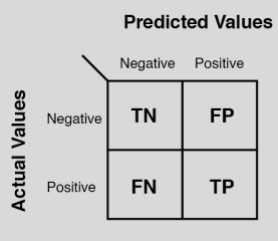 Predicted Values
Negative Positive
Actual Values
Negative TN FP
Positive FN TP